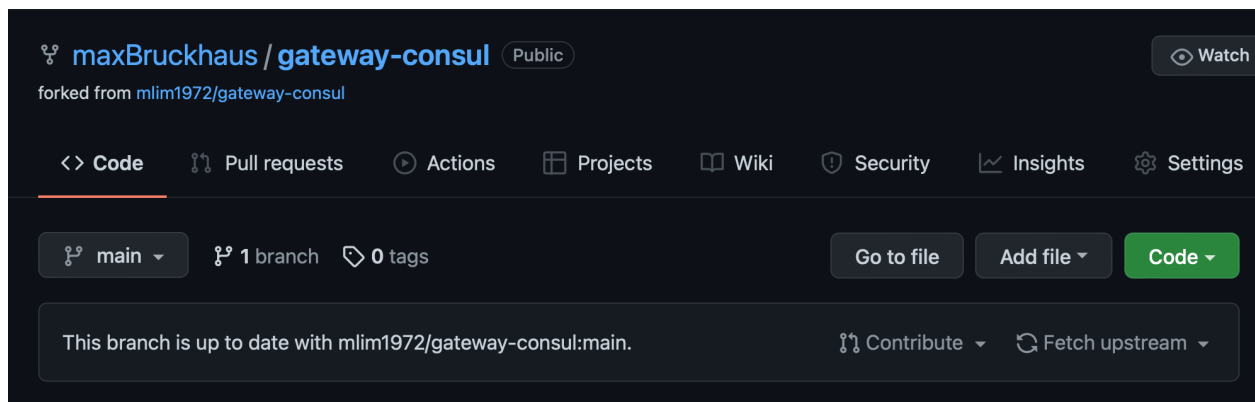 maxBruckhaus / gateway-consul Public Watch
forked from mlim1972/gateway-consul
<> Code Pull requests Actions Projects Wiki Security Insights Settings
main 1 branch 0 tags Go to file Add file Code
This branch is up to date with mlim1972/gateway-consul:main. Contribute Fetch upstream